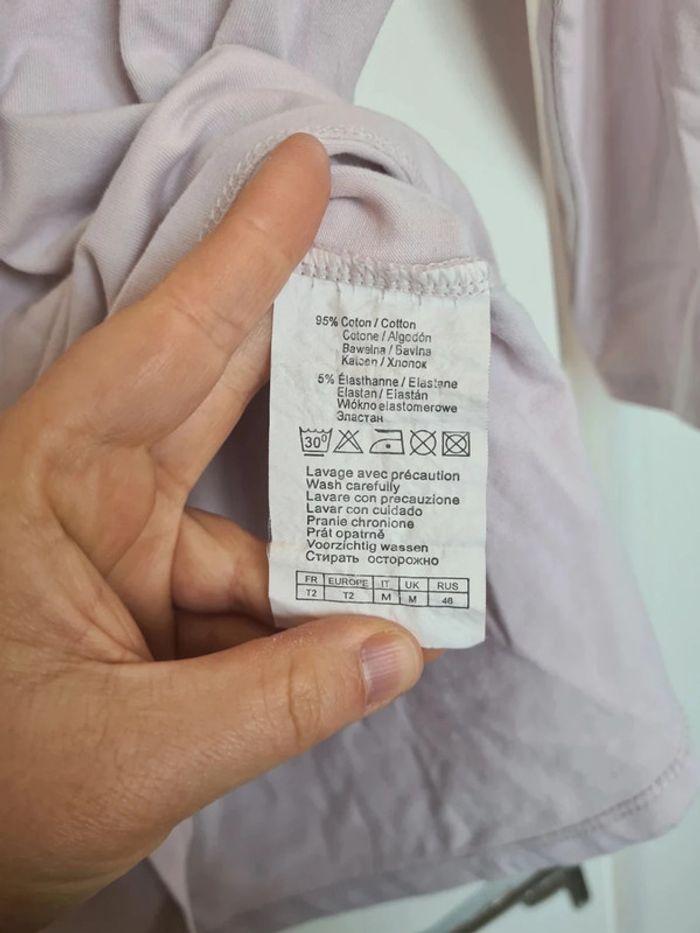 95% Coton / Cotton
Cotone / Algodón
Bawełna / Bavlna
Katoen / Хлопок
5% Élasthanne / Elastane
Elastan / Elastán
Włókno elastomerowe
Эластан
30°
Lavage avec précaution
Wash carefully
Lavare con precauzione
Lavar con cuidado
Pranie chronione
Prát opatrně
Voorzichtig wassen
Стирать осторожно
FR EUROPE IT UK RUS
T2 T2 M M 46